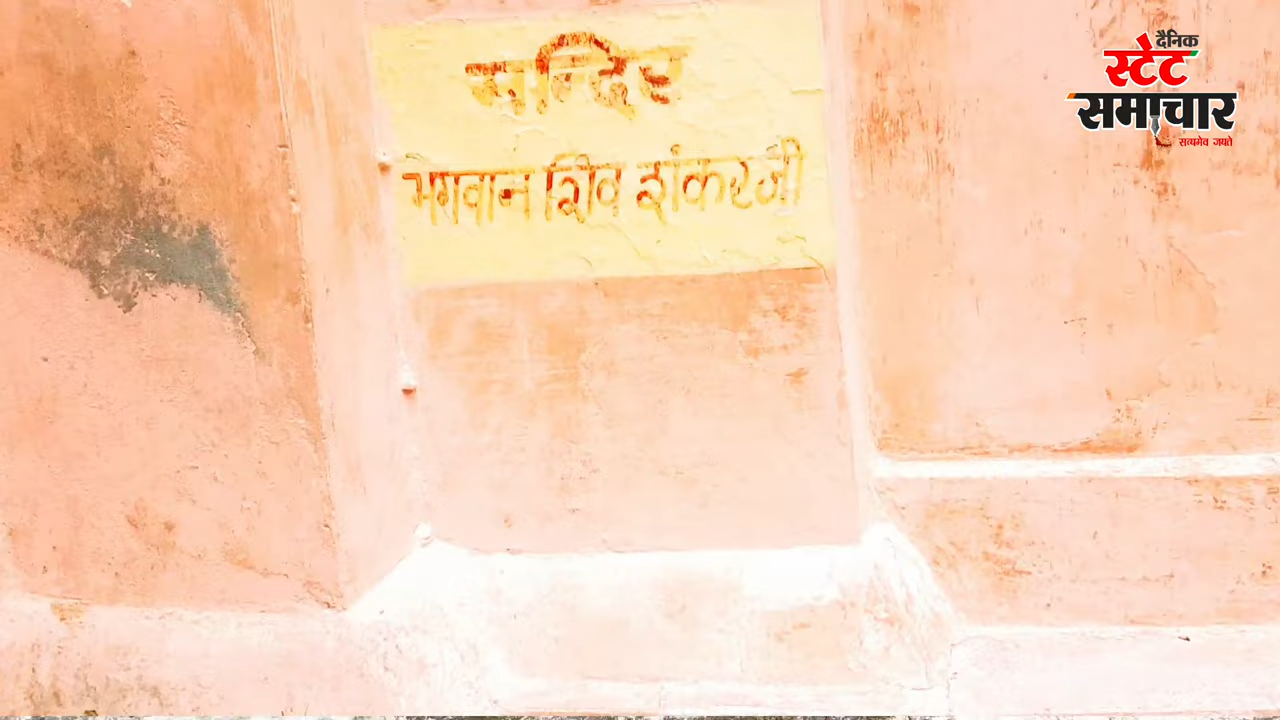 मन्दिर
भगवान शिव शंकरजी
दैनिक
स्टेट
समाचार
सत्यमेव जयते